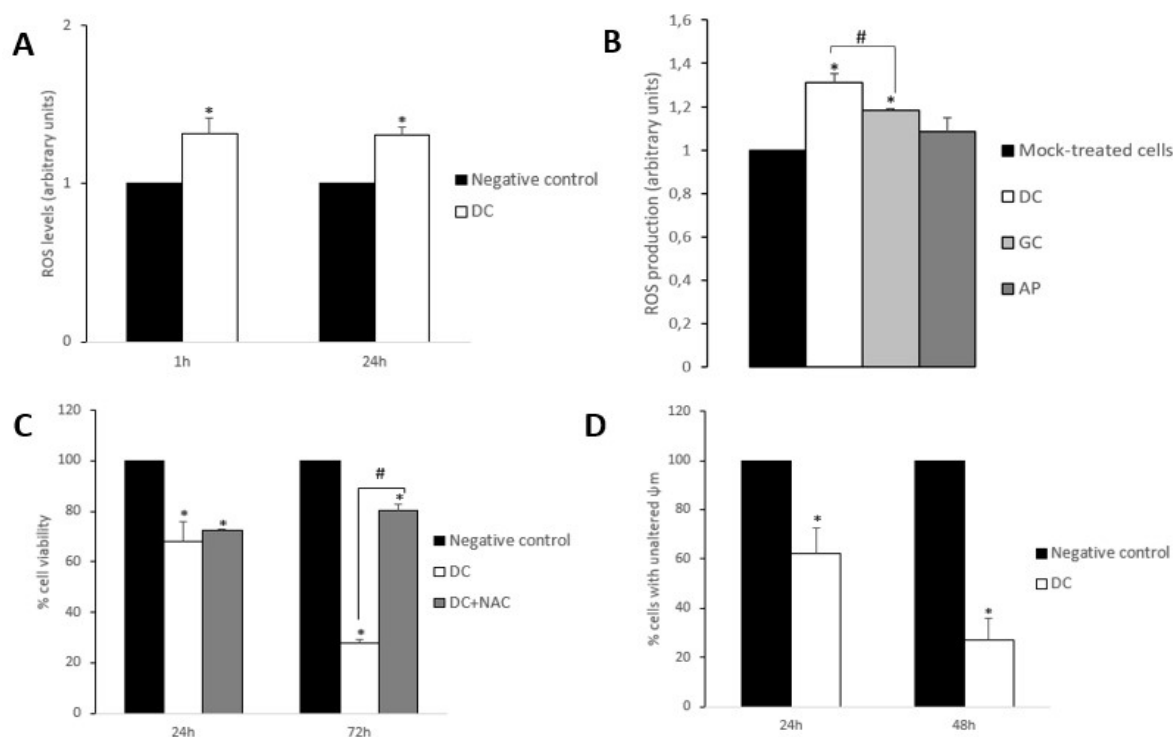 A
ROS levels (arbitrary units)
2
1
0
*
*
1h
24h
Negative control
DC
B
ROS production (arbitrary units)
1,6
1,4
1,2
1
0,8
0,6
0,4
0,2
0
#
*
*
Mock-treated cells
DC
GC
AP
C
% cell viability
120
100
80
60
40
20
0
*
*
#
*
*
24h
72h
Negative control
DC
DC+NAC
D
% cells with unaltered ψm
120
100
80
60
40
20
0
*
*
24h
48h
Negative control
DC